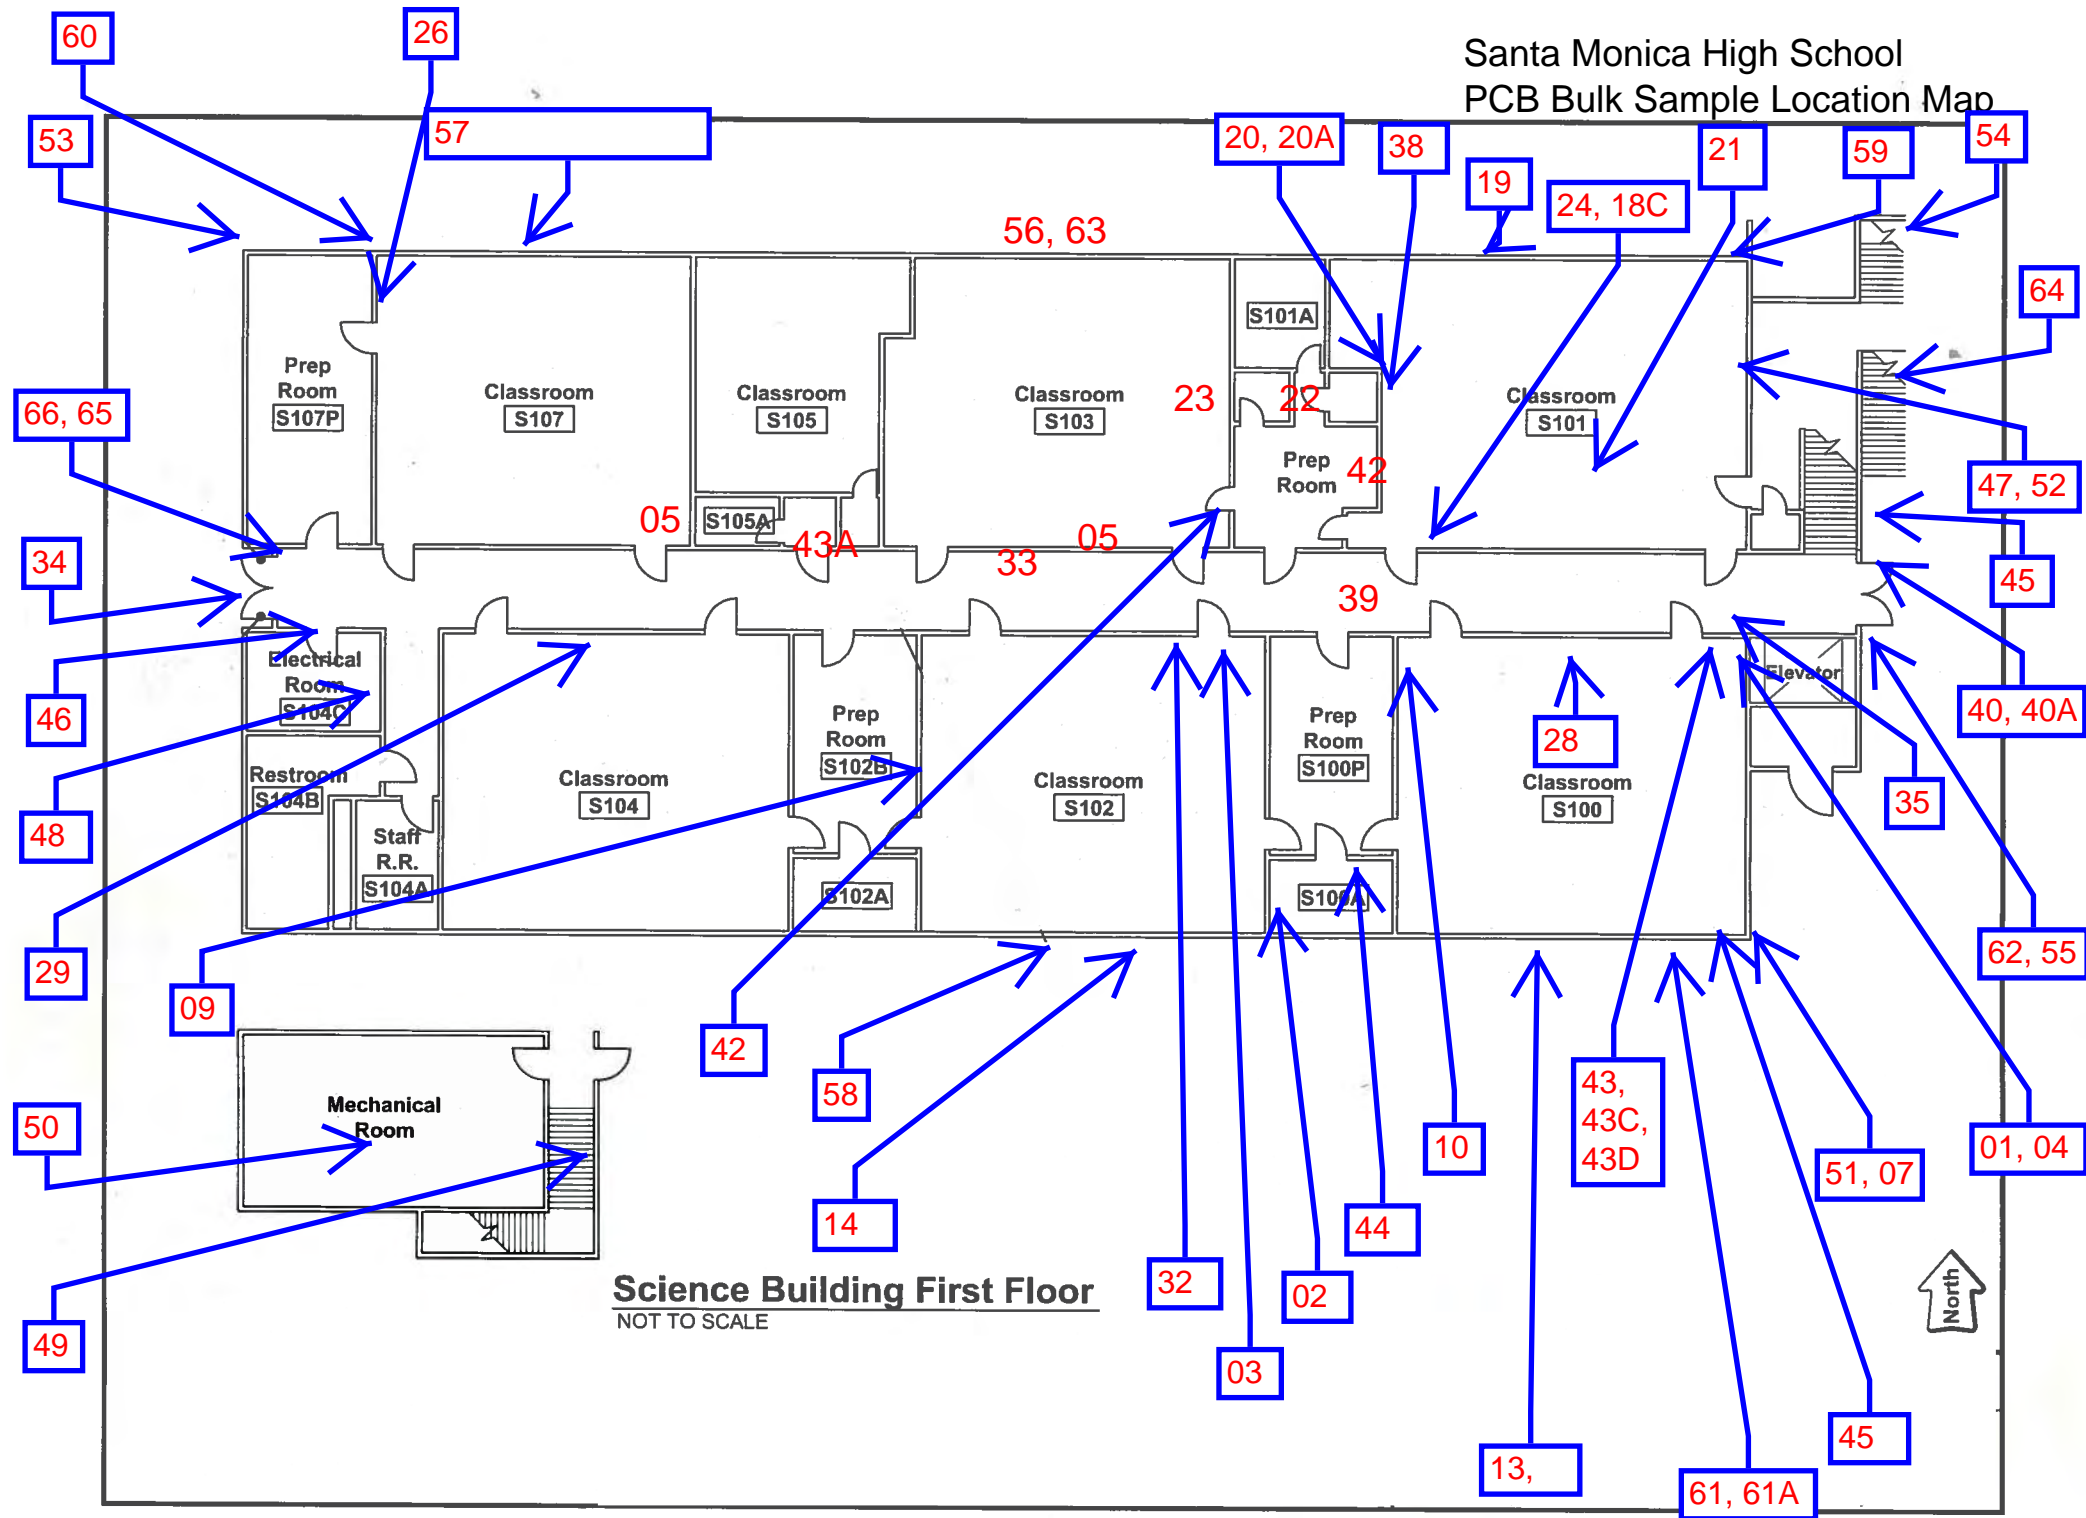 Santa Monica High School
PCB Bulk Sample Location Map
60
26
53
57
20, 20A
38
19
24, 18C
21
59
54
56, 63
64
S101A
Prep
Room
S107P
Classroom
S107
Classroom
S105
Classroom
S103
23
22
Classroom
S101
66, 65
Prep
Room
42
47, 52
05
S105A
43A
05
33
34
45
39
Electrical
Room
S104C
Elevator
46
40, 40A
Prep
Room
S102B
Prep
Room
S100P
28
Restroom
S104B
Classroom
S104
Classroom
S102
Classroom
S100
35
48
Staff
R.R.
S104A
S102A
S100A
29
62, 55
09
42
58
43,
43C,
43D
Mechanical
Room
50
10
01, 04
51, 07
14
44
32
02
Science Building First Floor
NOT TO SCALE
North
49
03
45
13,
61, 61A